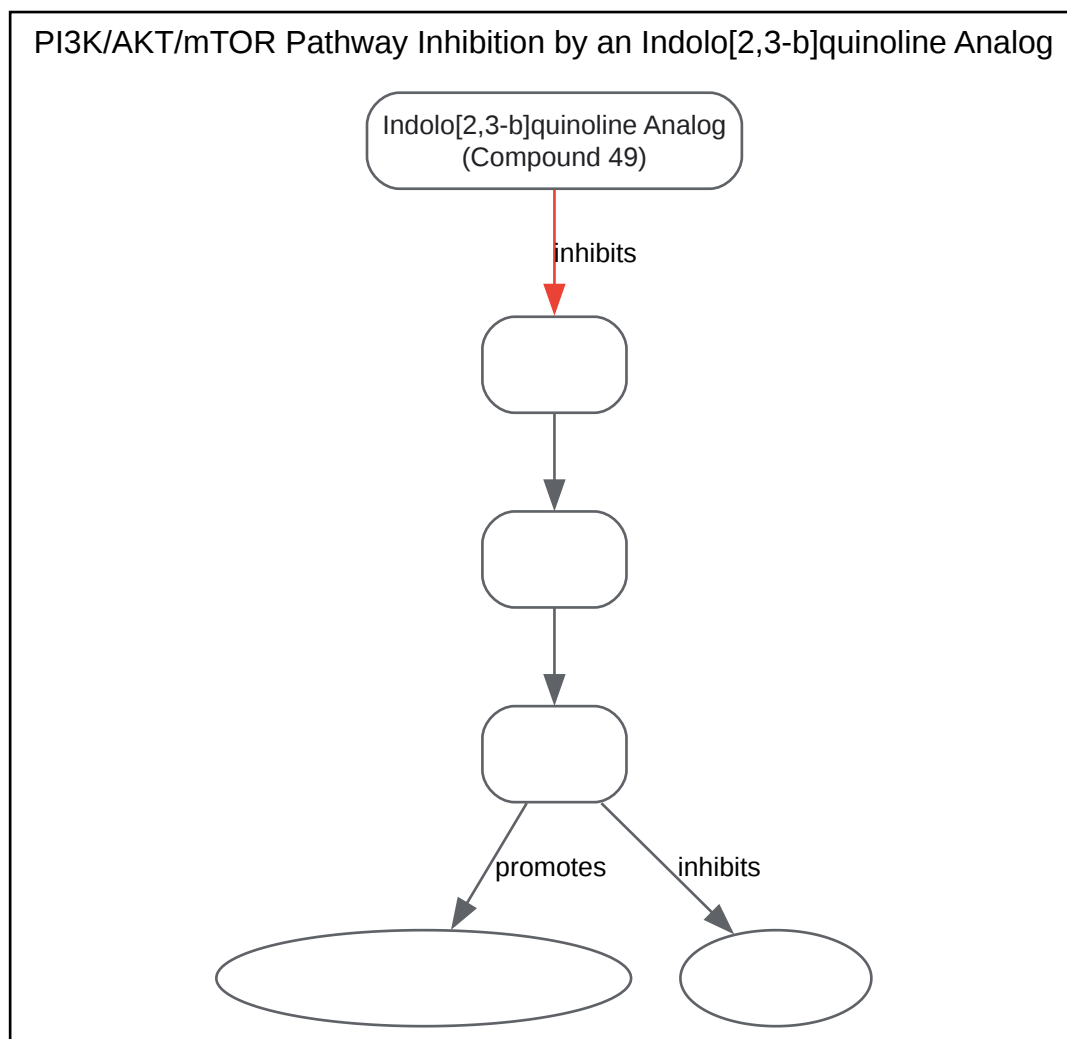 PI3K/AKT/mTOR Pathway Inhibition by an Indolo[2,3-b]quinoline Analog
Indolo[2,3-b]quinoline Analog
(Compound 49)
inhibits
promotes
inhibits